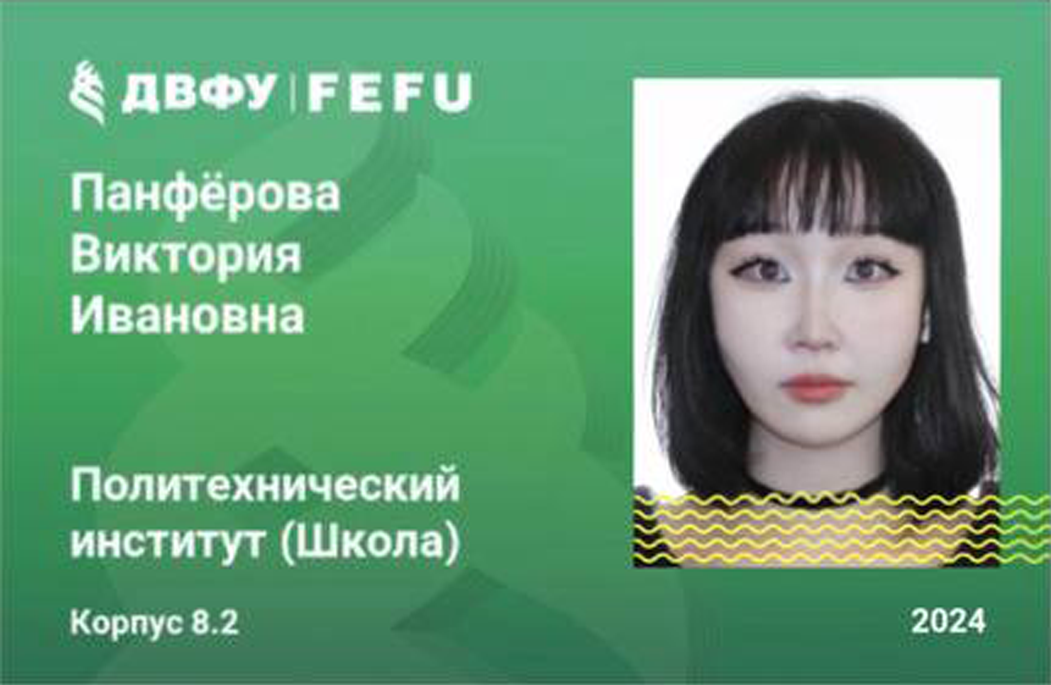 ДВФУ | FEFU
Панфёрова
Виктория
Ивановна
Политехнический
институт (Школа)
Корпус 8.2
2024